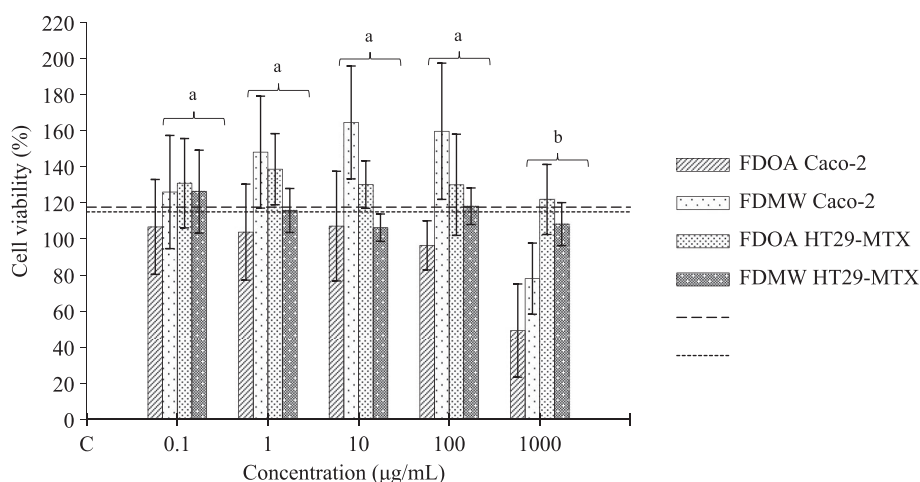 220
200
180
160
140
120
100
80
60
40
20
0
Cell viability (%)
a
a
a
a
b
C
0.1
1
10
100
1000
Concentration (μg/mL)
FDOA Caco-2
FDMW Caco-2
FDOA HT29-MTX
FDMW HT29-MTX